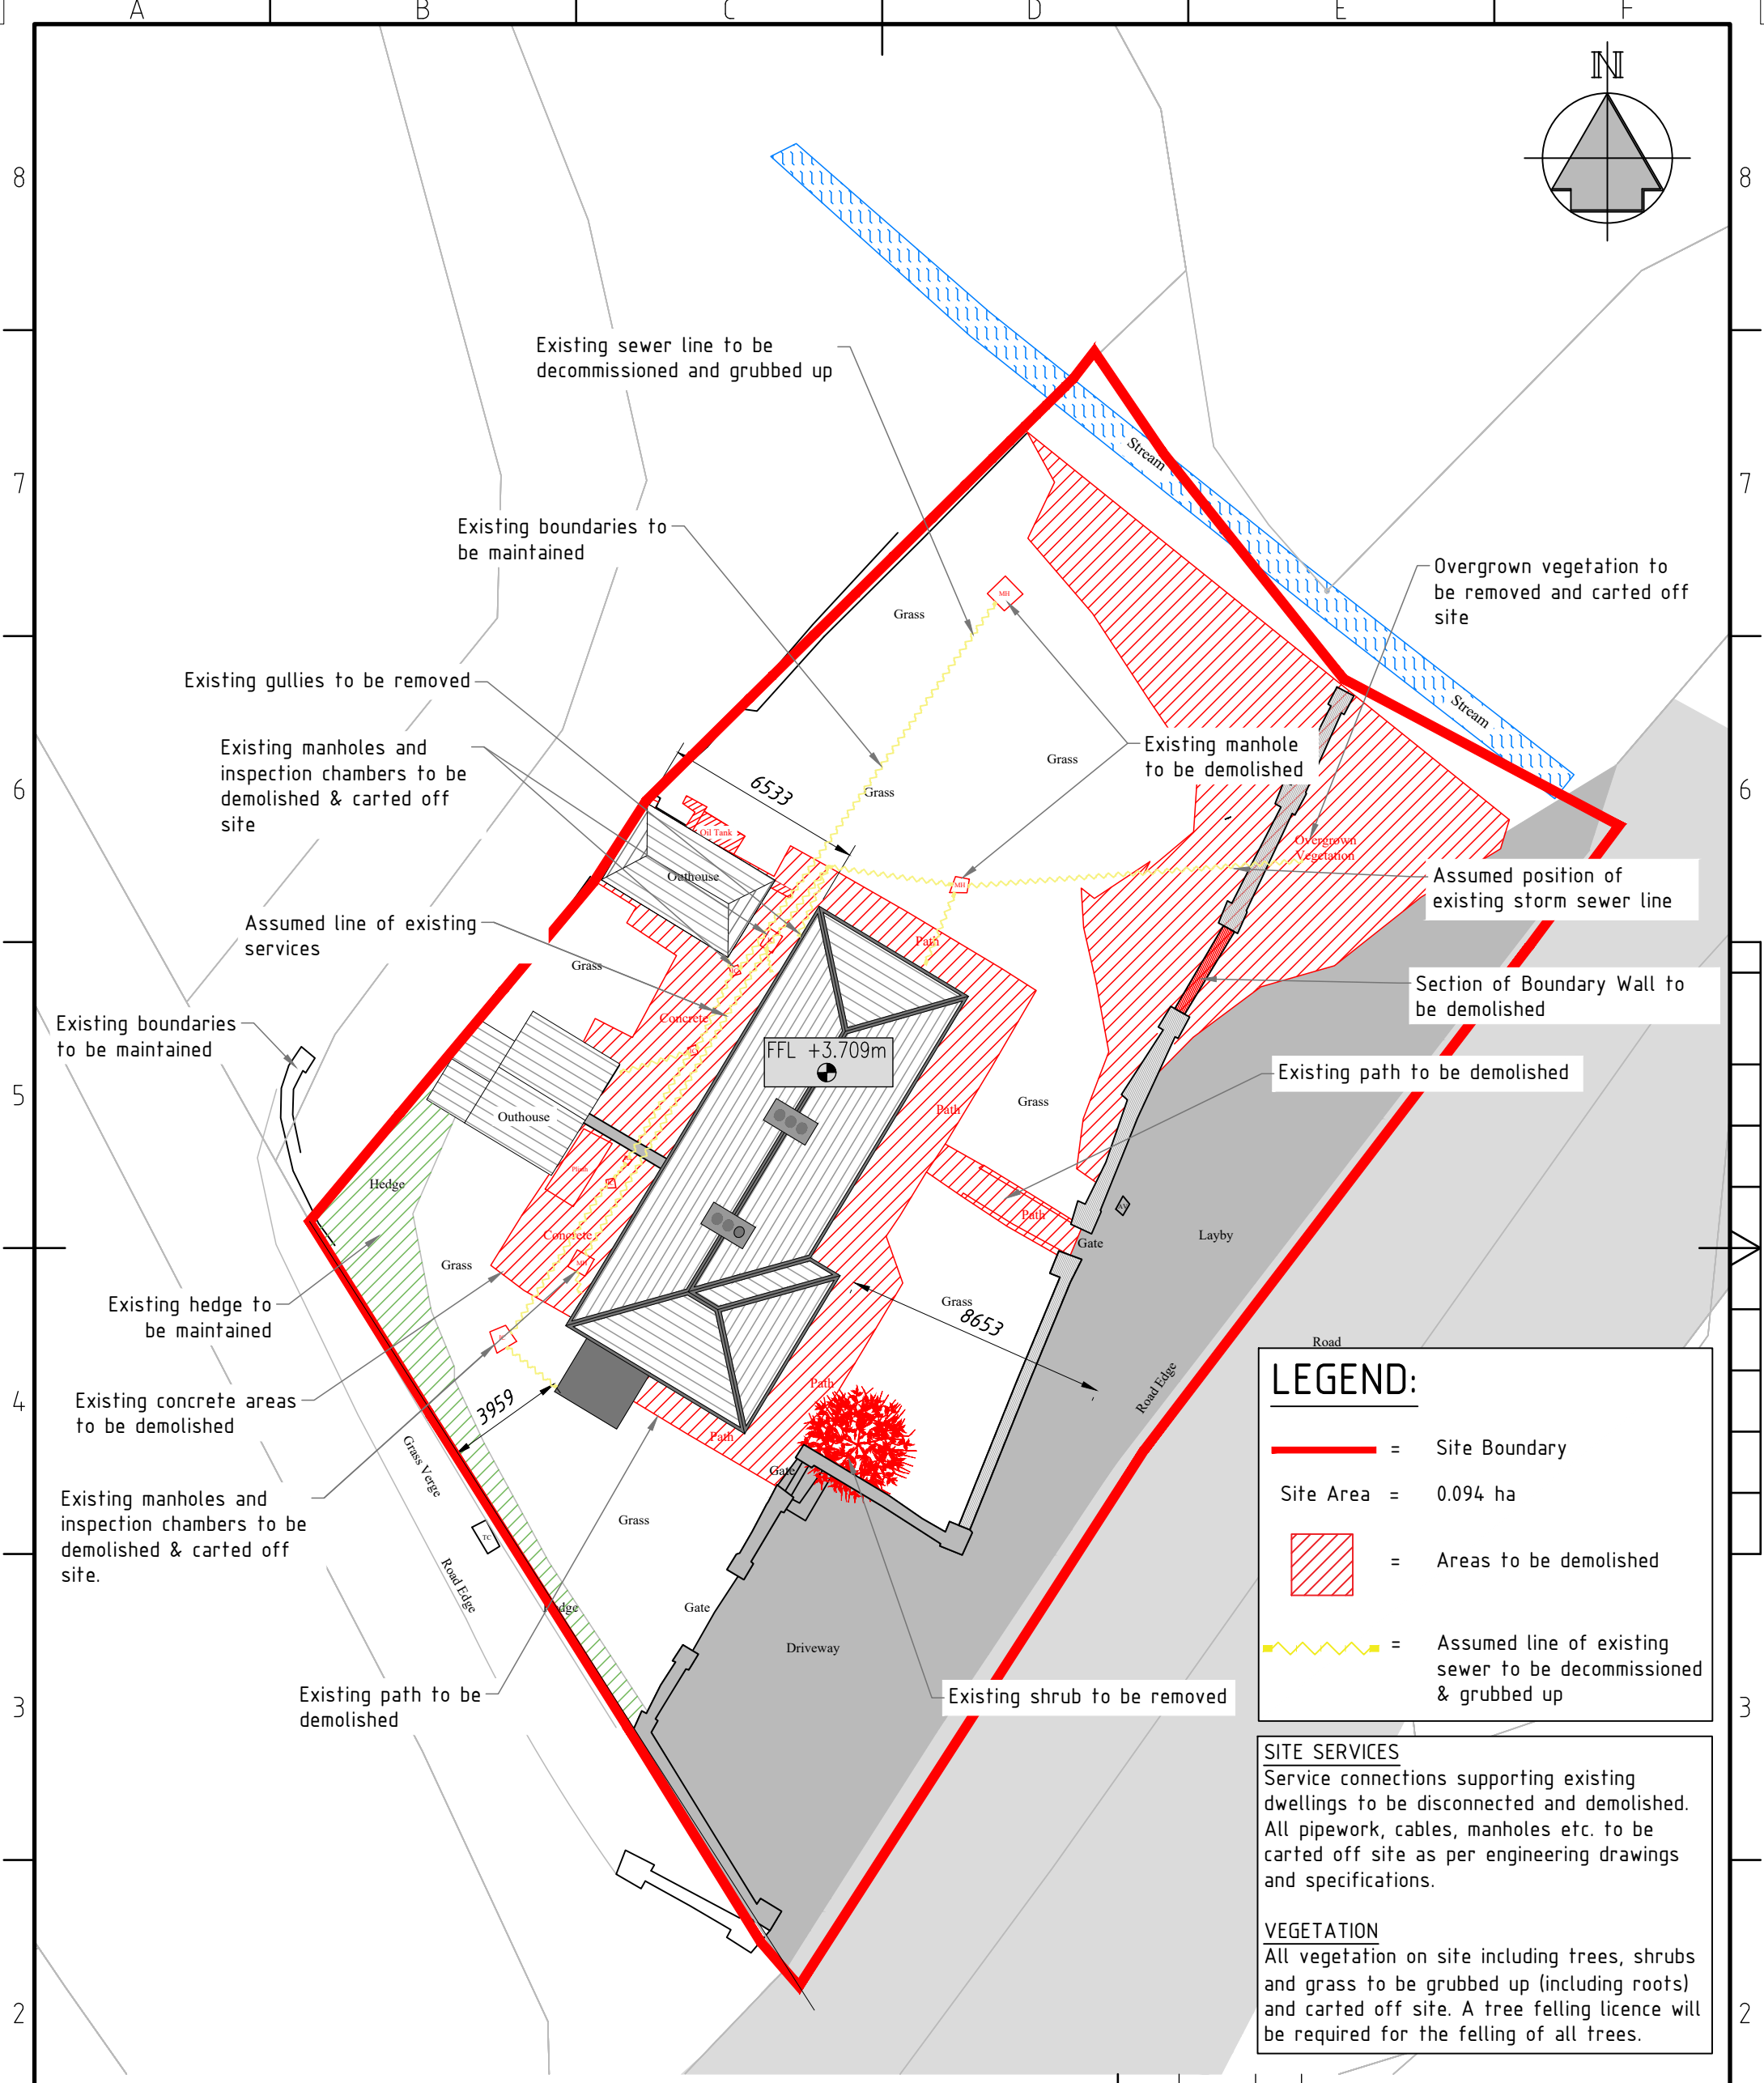 A
B
C
D
E
F
N
8
8
Existing sewer line to be
decommissioned and grubbed up
Stream
7
7
Existing boundaries to
be maintained
Overgrown vegetation to
be removed and carted off
site
MH
Grass
Existing gullies to be removed
Stream
Existing manholes and
inspection chambers to be
demolished & carted off
site
Existing manhole
to be demolished
Grass
6
6
6533
Grass
Oil Tank
Overgrown
Vegetation
Outhouse
MH
Assumed position of
existing storm sewer line
Assumed line of existing
services
Path
Grass
Section of Boundary Wall to
be demolished
Existing boundaries
to be maintained
Concrete
FFL +3.709m
Existing path to be demolished
5
5
Outhouse
Path
Grass
Hedge
Path
Gate
Layby
Concrete
MH
Grass
Existing hedge to
be maintained
Grass
8653
Road
LEGEND:
Existing concrete areas
to be demolished
4
4
3959
Path
Path
Road Edge
= Site Boundary
Grass Verge
Gate
Site Area = 0.094 ha
Existing manholes and
inspection chambers to be
demolished & carted off
site.
Grass
TC
= Areas to be demolished
Road Edge
Hedge
Gate
Driveway
= Assumed line of existing
sewer to be decommissioned
& grubbed up
Existing path to be
demolished
Existing shrub to be removed
3
3
SITE SERVICES
Service connections supporting existing
dwellings to be disconnected and demolished.
All pipework, cables, manholes etc. to be
carted off site as per engineering drawings
and specifications.
VEGETATION
All vegetation on site including trees, shrubs
and grass to be grubbed up (including roots)
and carted off site. A tree felling licence will
be required for the felling of all trees.
2
2